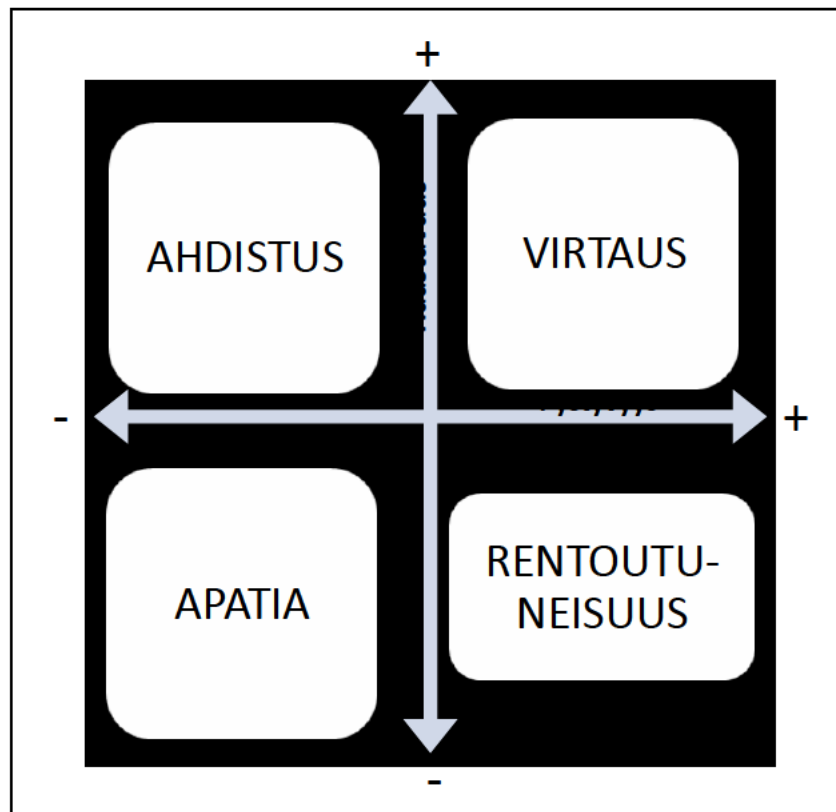 +
AHDISTUS
VIRTAUS
-
+
APATIA
RENTOUTU-
NEISUUS
-